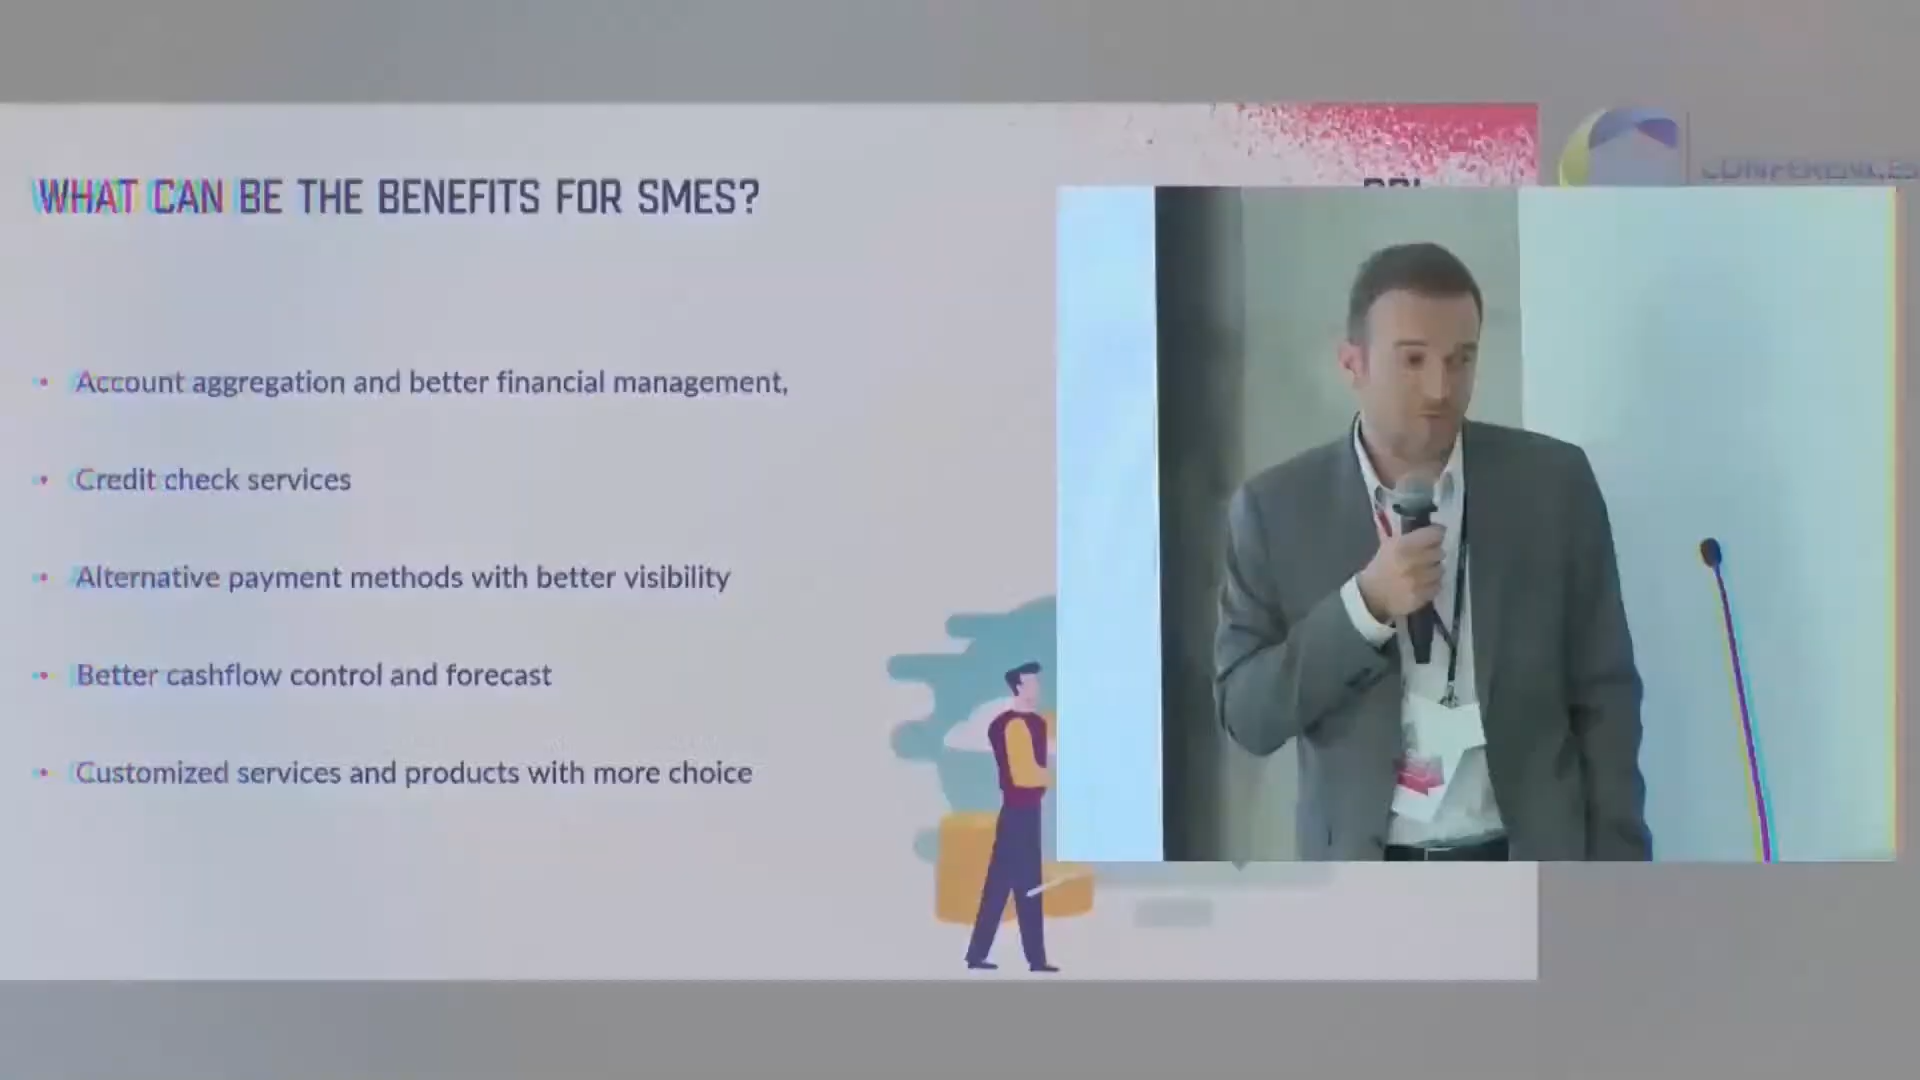 WHAT CAN BE THE BENEFITS FOR SMES?
CONFERENCES
• Account aggregation and better financial management,
• Credit check services
• Alternative payment methods with better visibility
• Better cashflow control and forecast
• Customized services and products with more choice